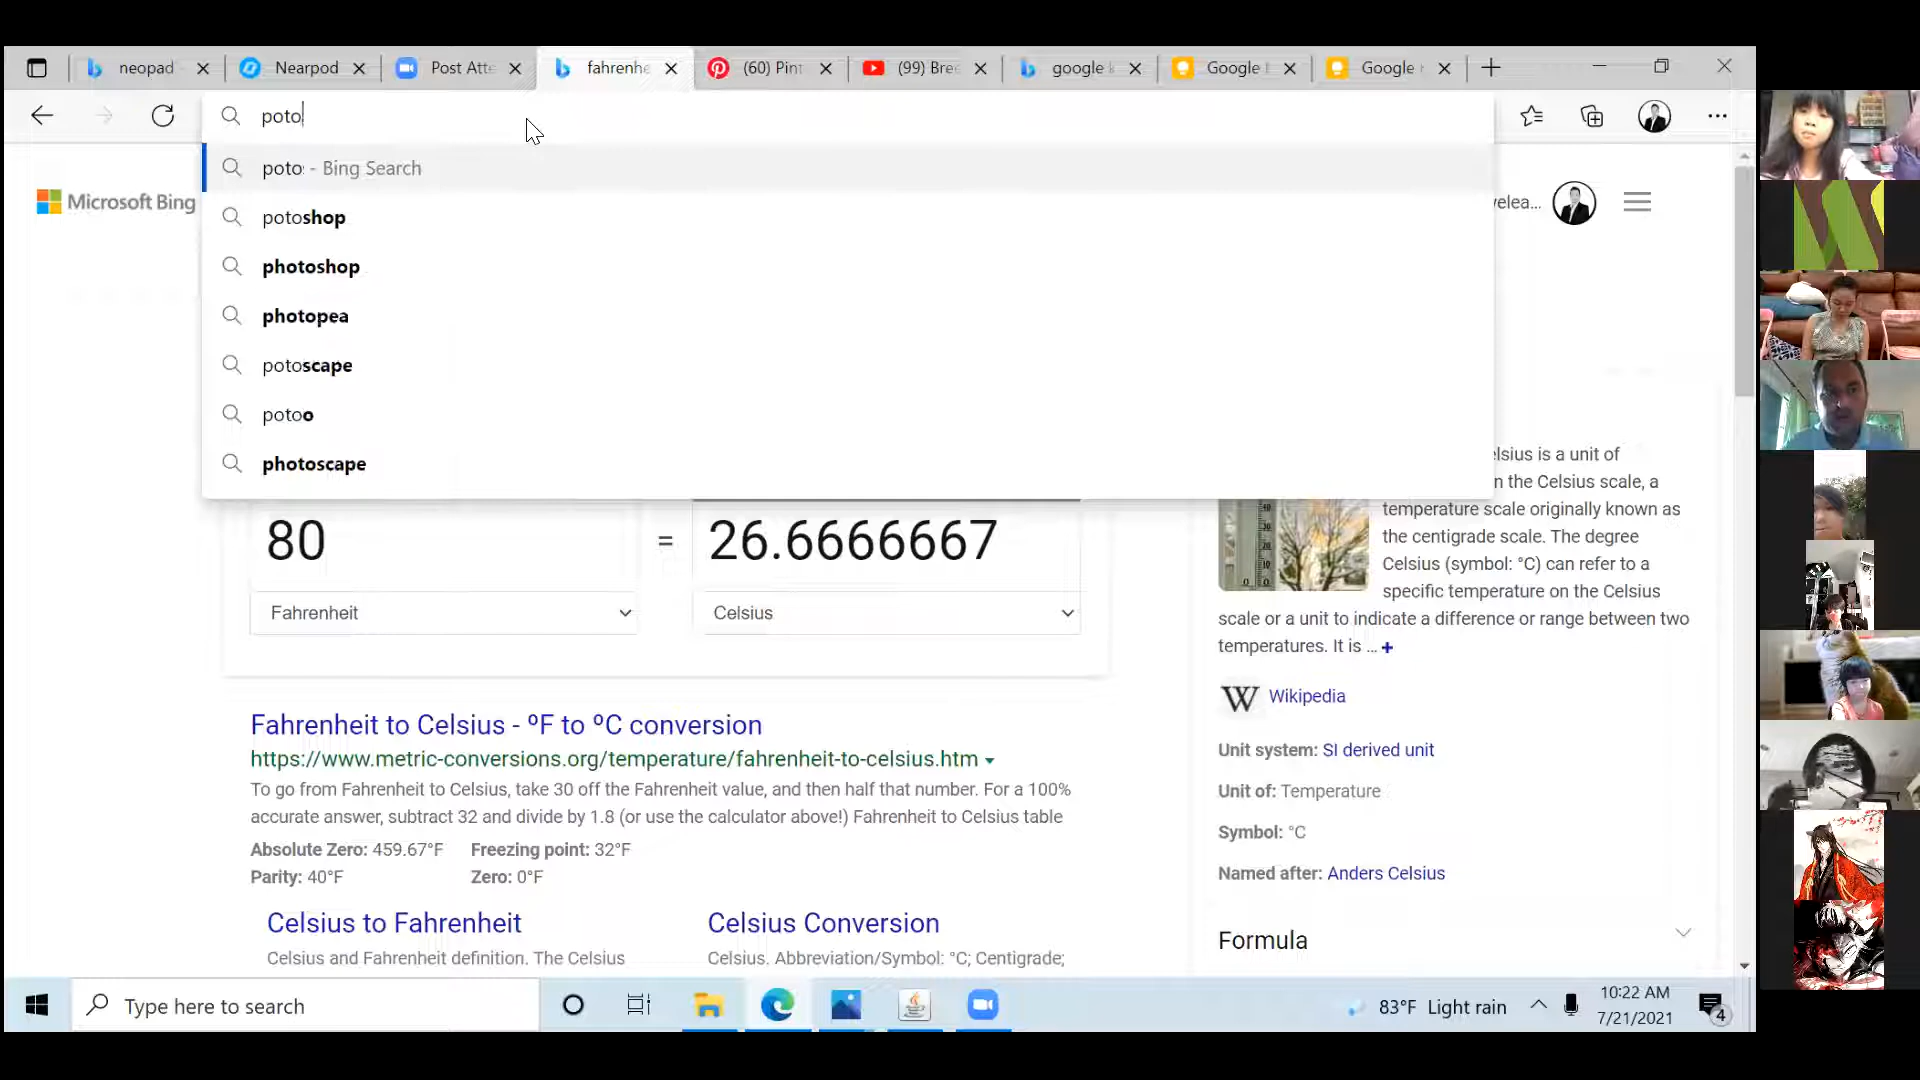 neopad
Nearpod
Post Atte
fahrenhe
(60) Pint
(99) Bre
google k
Google
Google
poto
poto - Bing Search
potoshop
photoshop
photopea
potoscape
potoo
photoscape
Microsoft Bing
velea...
80
=
26.6666667
Fahrenheit
Celsius
Fahrenheit to Celsius - ºF to ºC conversion
https://www.metric-conversions.org/temperature/fahrenheit-to-celsius.htm
To go from Fahrenheit to Celsius, take 30 off the Fahrenheit value, and then half that number. For a 100%
accurate answer, subtract 32 and divide by 1.8 (or use the calculator above!) Fahrenheit to Celsius table
Absolute Zero: 459.67°F Freezing point: 32°F
Parity: 40°F Zero: 0°F
Celsius to Fahrenheit
Celsius and Fahrenheit definition. The Celsius
Celsius Conversion
Celsius. Abbreviation/Symbol: °C; Centigrade;
elsius is a unit of
n the Celsius scale, a
temperature scale originally known as
the centigrade scale. The degree
Celsius (symbol: °C) can refer to a
specific temperature on the Celsius
scale or a unit to indicate a difference or range between two
temperatures. It is ... +
W Wikipedia
Unit system: SI derived unit
Unit of: Temperature
Symbol: °C
Named after: Anders Celsius
Formula
Type here to search
83°F Light rain
10:22 AM
7/21/2021
4